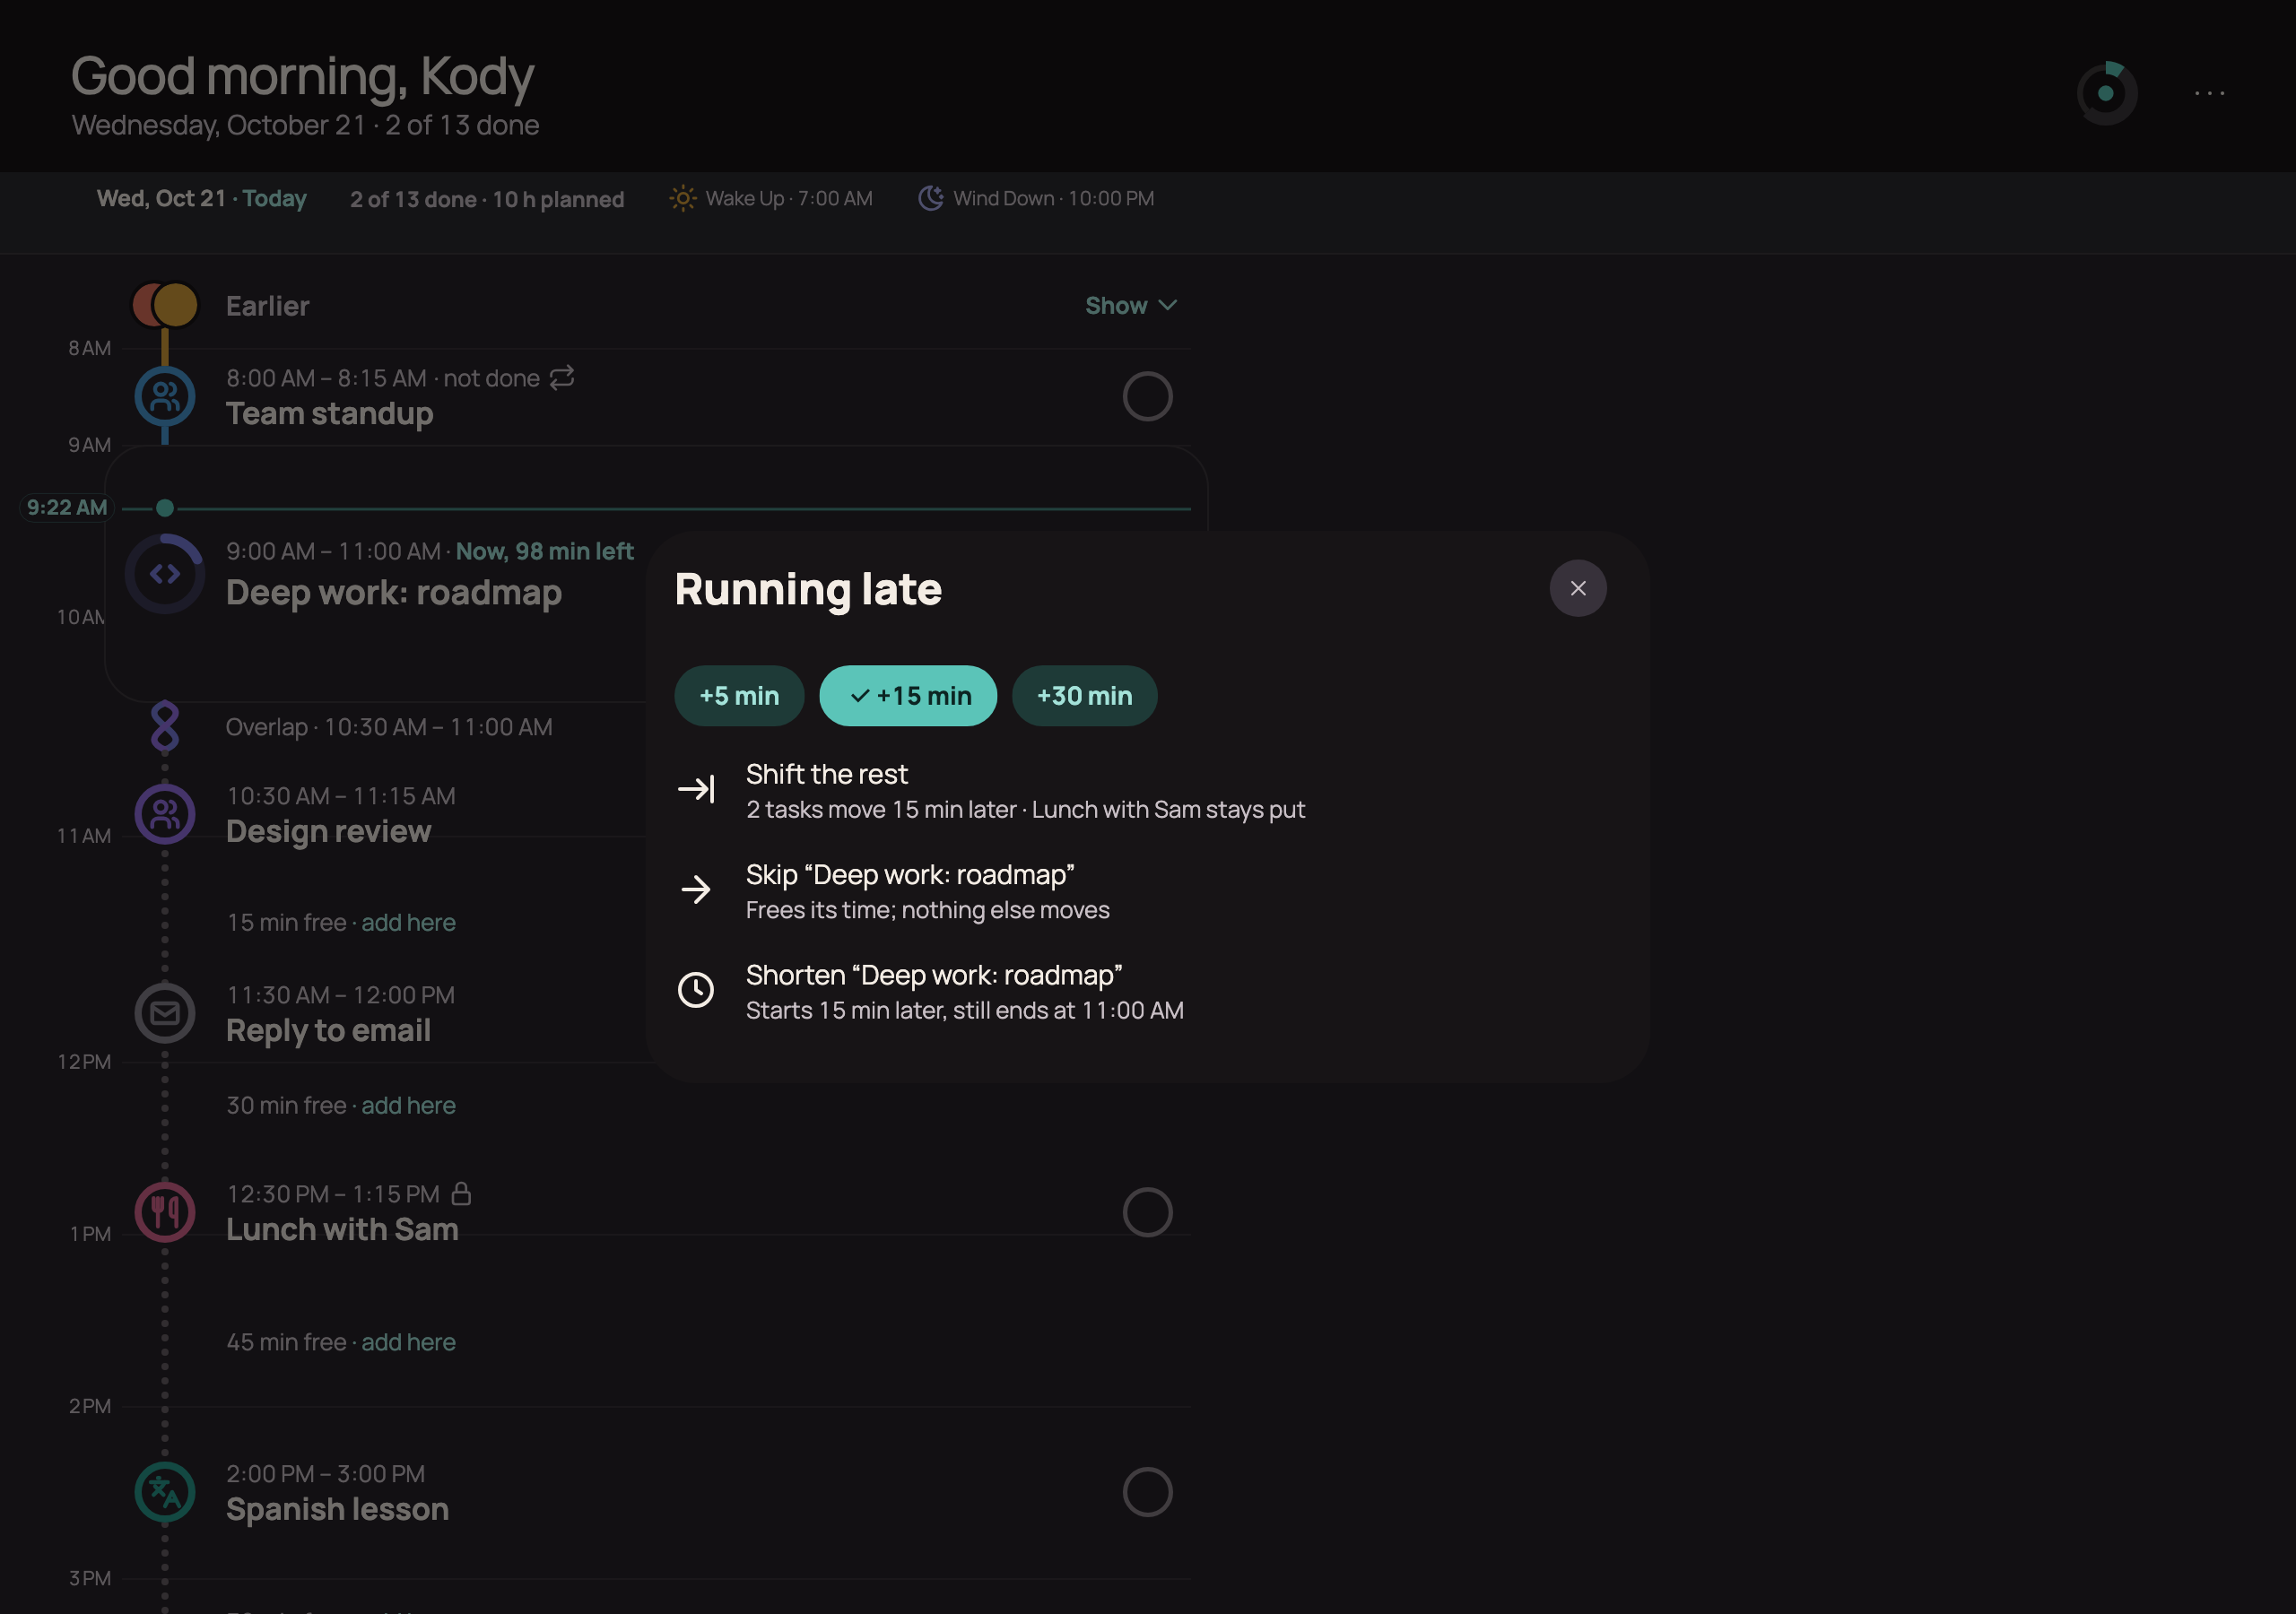 Good morning, Kody
Wednesday, October 21 · 2 of 13 done
Wed, Oct 21 · Today
2 of 13 done · 10 h planned
Wake Up · 7:00 AM
Wind Down · 10:00 PM
Earlier
Show
8 AM
8:00 AM – 8:15 AM · not done
Team standup
9 AM
9:22 AM
9:00 AM – 11:00 AM · Now, 98 min left
Deep work: roadmap
10 AM
Overlap · 10:30 AM – 11:00 AM
10:30 AM – 11:15 AM
Design review
11 AM
15 min free · add here
11:30 AM – 12:00 PM
Reply to email
12 PM
30 min free · add here
12:30 PM – 1:15 PM
Lunch with Sam
1 PM
45 min free · add here
2 PM
2:00 PM – 3:00 PM
Spanish lesson
3 PM
Running late
+5 min
+15 min
+30 min
Shift the rest
2 tasks move 15 min later · Lunch with Sam stays put
Skip “Deep work: roadmap”
Frees its time; nothing else moves
Shorten “Deep work: roadmap”
Starts 15 min later, still ends at 11:00 AM